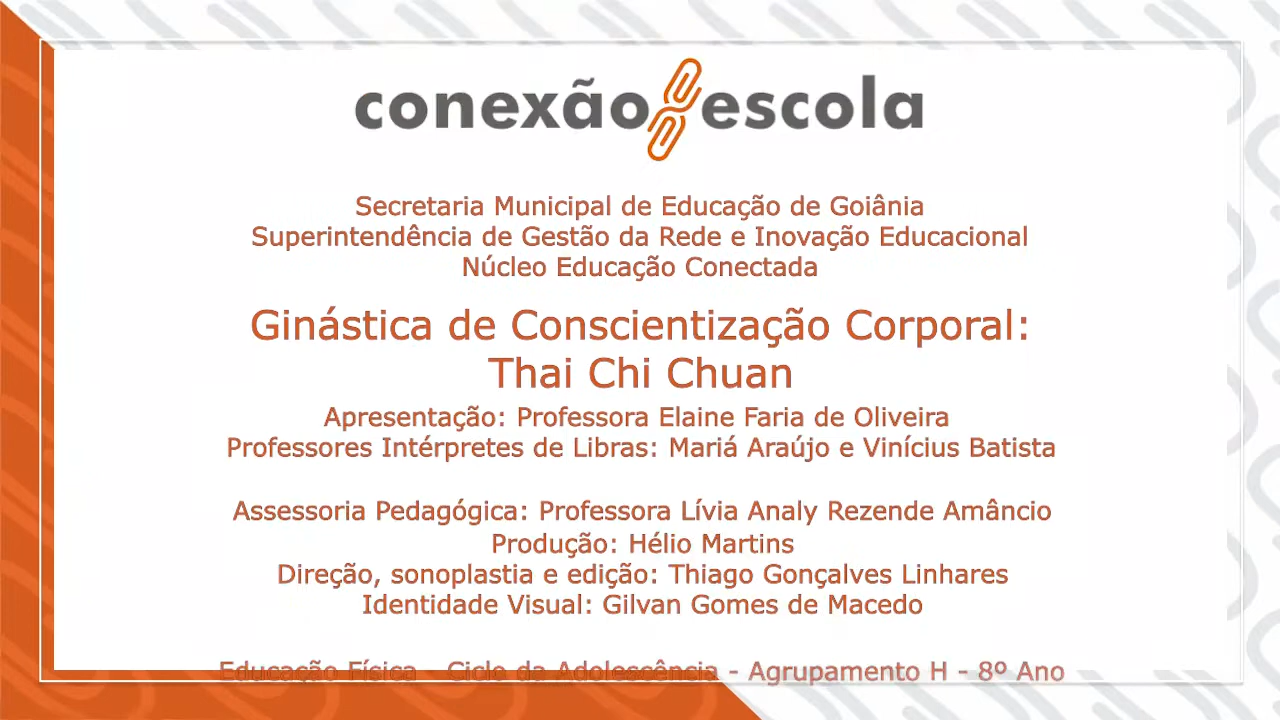 conexão escola
Secretaria Municipal de Educação de Goiânia
Superintendência de Gestão da Rede e Inovação Educacional
Núcleo Educação Conectada
Ginástica de Conscientização Corporal:
Thai Chi Chuan
Apresentação: Professora Elaine Faria de Oliveira
Professores Intérpretes de Libras: Mariá Araújo e Vinícius Batista
Assessoria Pedagógica: Professora Lívia Analy Rezende Amâncio
Produção: Hélio Martins
Direção, sonoplastia e edição: Thiago Gonçalves Linhares
Identidade Visual: Gilvan Gomes de Macedo
Educação Física - Ciclo da Adolescência - Agrupamento H - 8º Ano